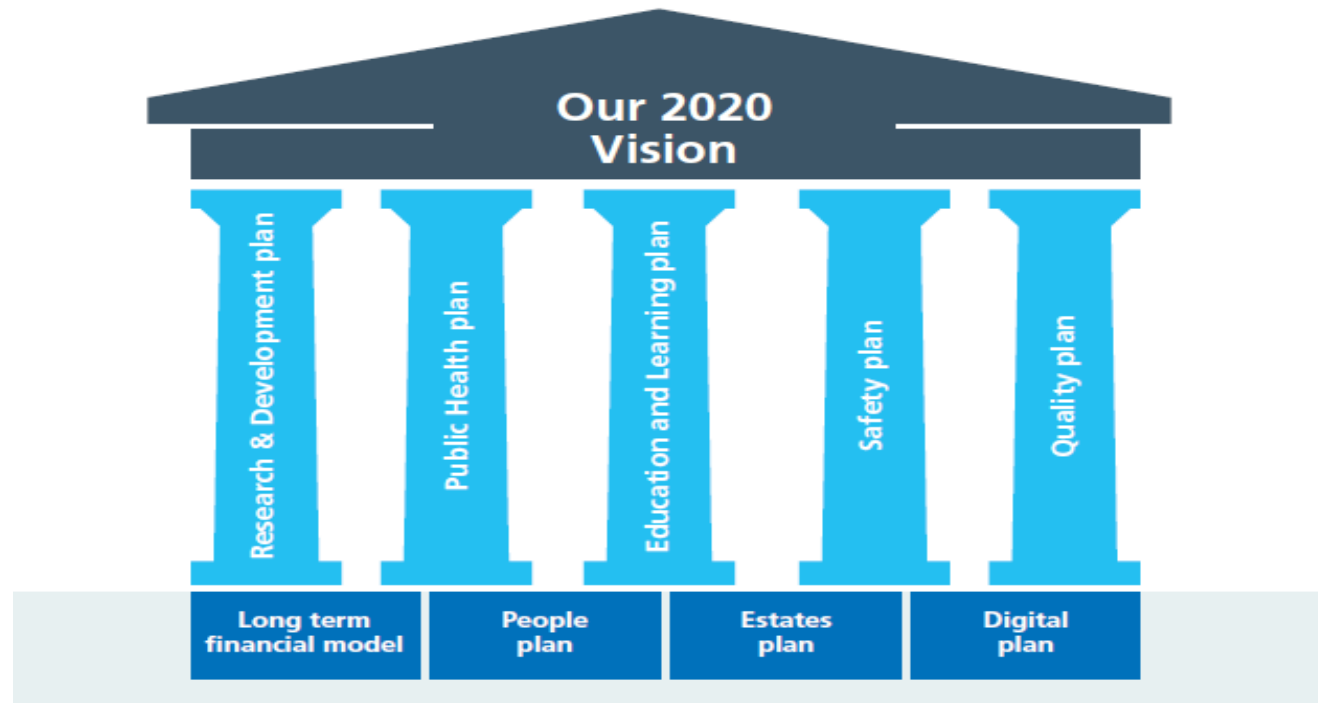 Our 2020
Vision
Research & Development plan
Public Health plan
Education and Learning plan
Safety plan
Quality plan
Long term
financial model
People
plan
Estates
plan
Digital
plan